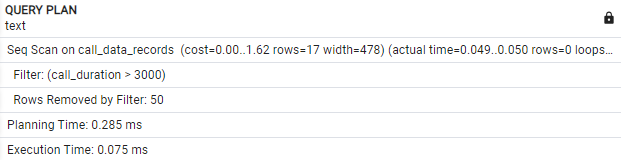 QUERY PLAN
text
Seq Scan on call_data_records (cost=0.00..1.62 rows=17 width=478) (actual time=0.049..0.050 rows=0 loops...
Filter: (call_duration > 3000)
Rows Removed by Filter: 50
Planning Time: 0.285 ms
Execution Time: 0.075 ms